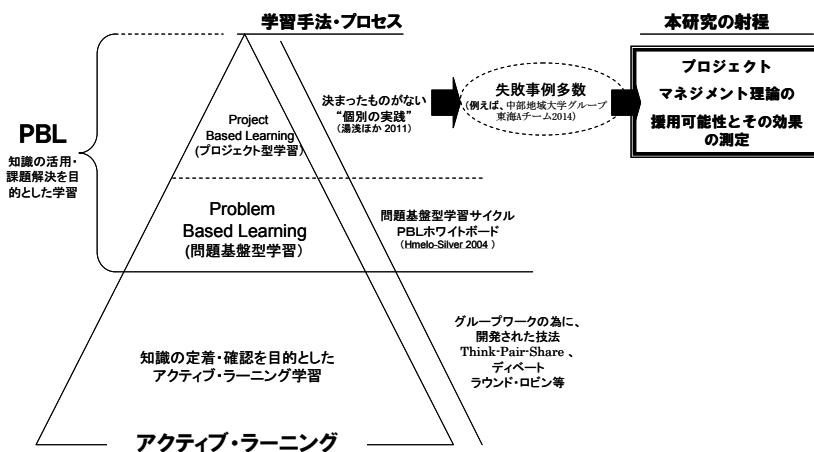 学習手法・プロセス
本研究の射程
PBL
知識の活用・
課題解決を目
的とした学習
Project
Based Learning
(プロジェクト型学習)
決まったものがない
“個別の実践”
(湯浅ほか 2011)
失敗事例多数
(例えば、中部地域大学グループ
東海Aチーム2014)
プロジェクト
マネジメント理論の
援用可能性とその効果
の測定
Problem
Based Learning
(問題基盤型学習)
問題基盤型学習サイクル
PBLホワイトボード
(Hmelo-Silver 2004 )
知識の定着・確認を目的とした
アクティブ・ラーニング学習
グループワークの為に、
開発された技法
Think-Pair-Share 、
ディベート
ラウンド・ロビン等
アクティブ・ラーニング